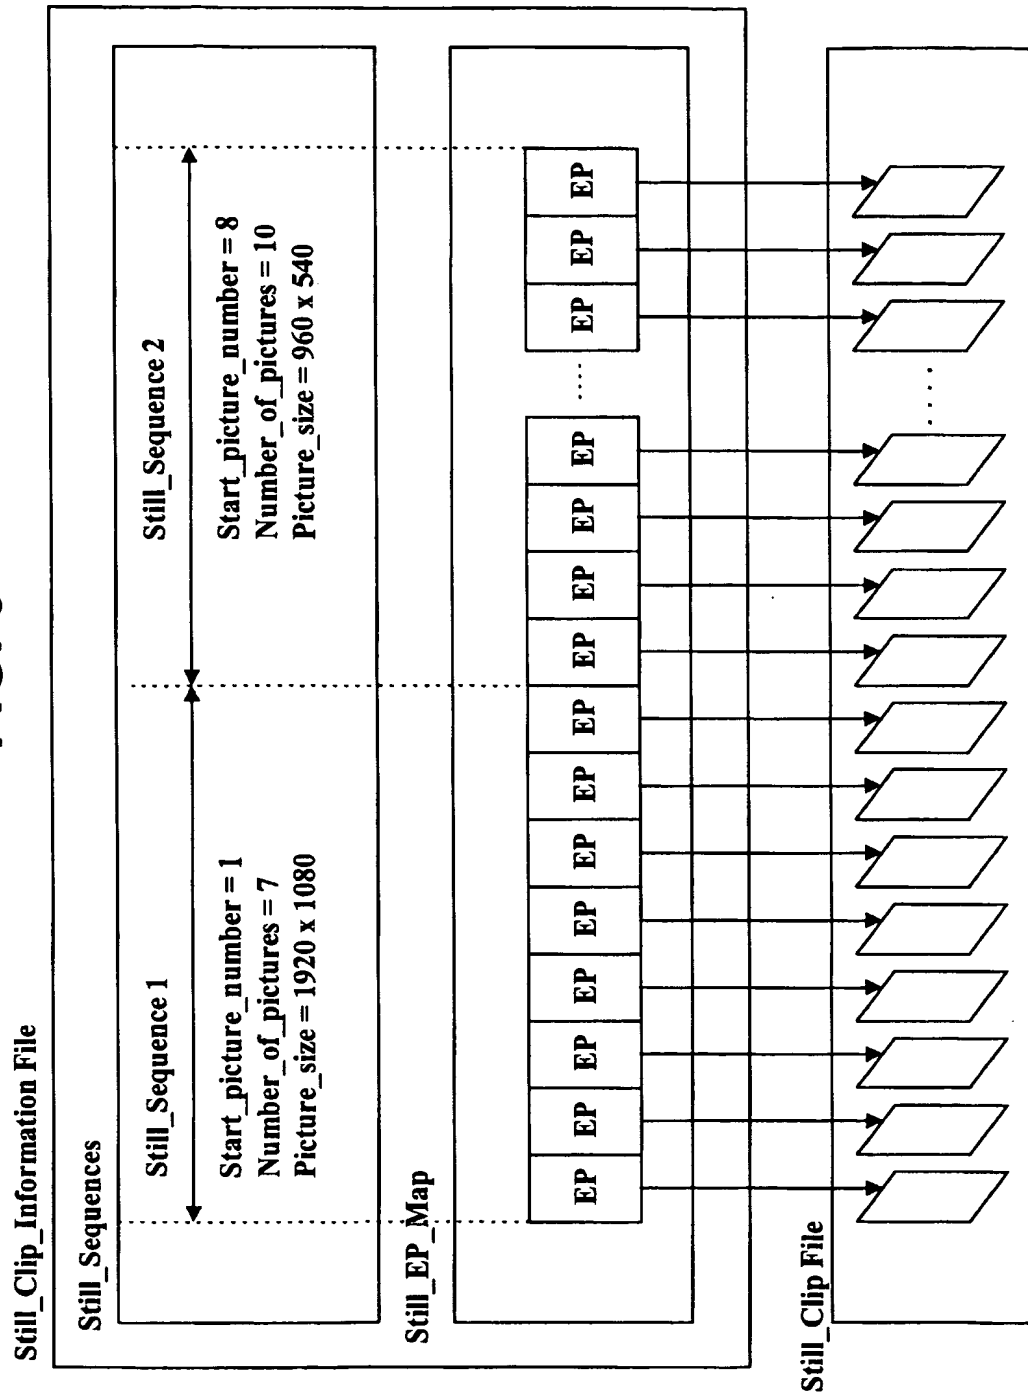 Still_Clip_Information File
Still_Sequences
Still_Sequence 1
Start_picture_number = 1
Number_of_pictures = 7
Picture_size = 1920 x 1080
Still_Sequence 2
Start_picture_number = 8
Number_of_pictures = 10
Picture_size = 960 x 540
Still_EP_Map
EP EP EP EP EP EP EP EP EP EP EP EP ..... EP EP EP
Still_Clip File